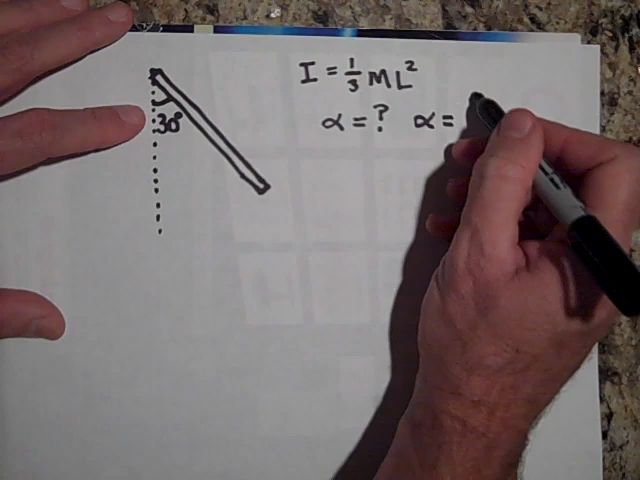 I = 1/3 ML²
α = ? α =
30°